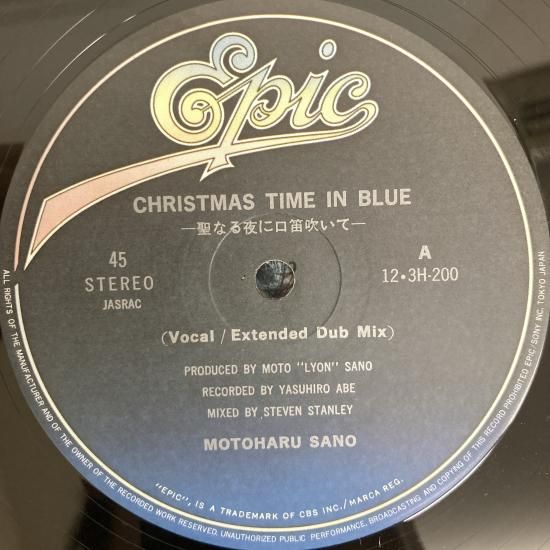 Epic
CHRISTMAS TIME IN BLUE
—聖なる夜に口笛吹いて—
45
STEREO
JASRAC
A
12・3H-200
(Vocal / Extended Dub Mix)
PRODUCED BY MOTO "LYON" SANO
RECORDED BY YASUHIRO ABE
MIXED BY STEVEN STANLEY
MOTOHARU SANO
"EPIC", IS A TRADEMARK OF CBS INC./MARCA REG.
ALL RIGHTS OF THE MANUFACTURER AND OF THE OWNER OF THE RECORDED WORK RESERVED. UNAUTHORIZED PUBLIC PERFORMANCE, BROADCASTING AND COPYING OF THIS RECORD PROHIBITED EPIC/SONY INC. TOKYO JAPAN